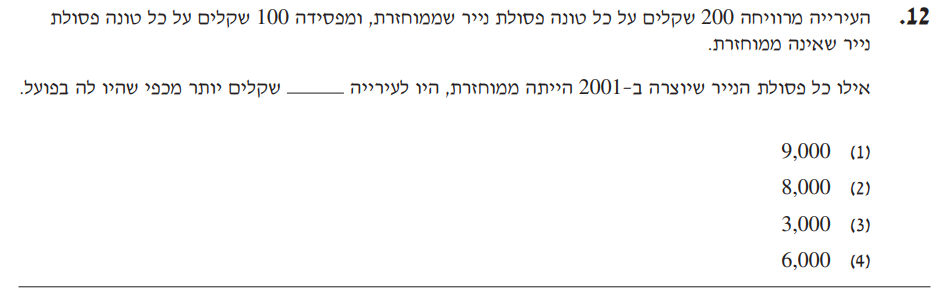 12. העירייה מרוויחה 200 שקלים על כל טונה פסולת נייר שממוחזרת, ומפסידה 100 שקלים על כל טונה פסולת
נייר שאינה ממוחזרת.
אילו כל פסולת הנייר שיוצרה ב-2001 הייתה ממוחזרת, היו לעירייה _____ שקלים יותר מכפי שהיו לה בפועל.
(1) 9,000
(2) 8,000
(3) 3,000
(4) 6,000